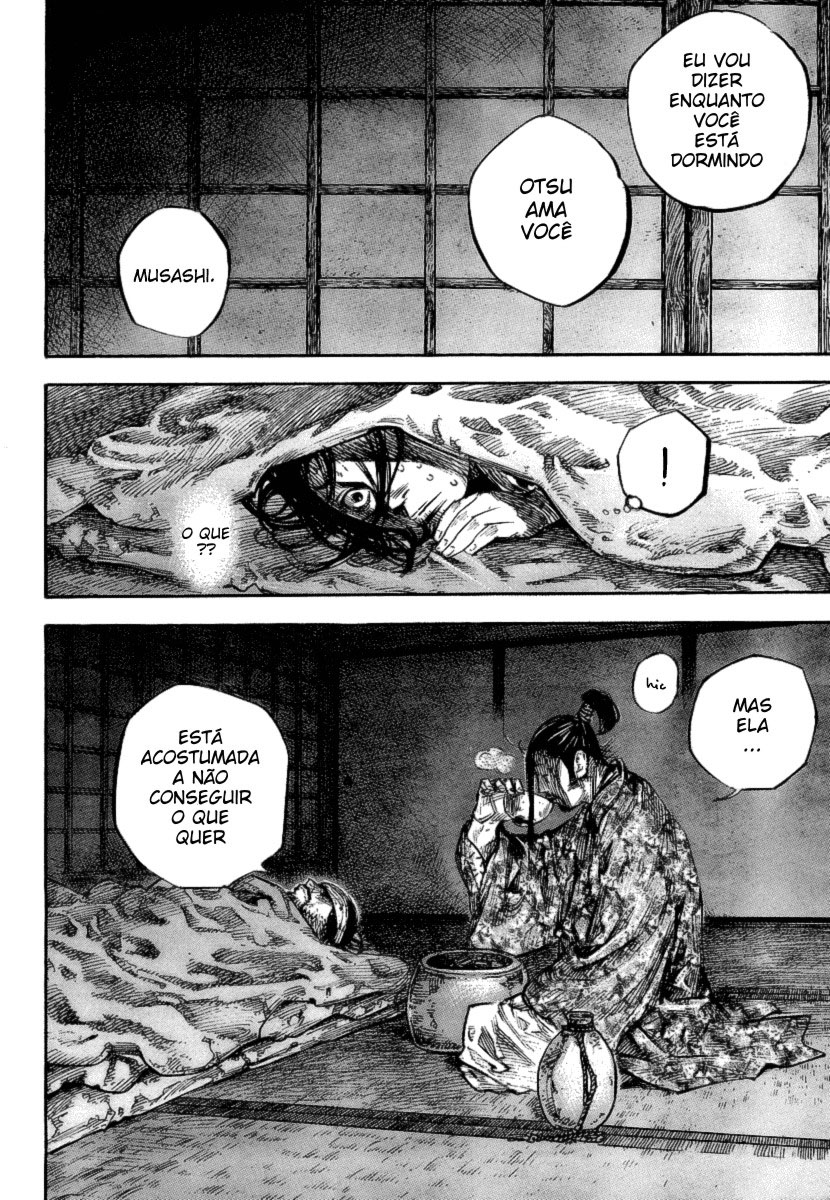 EU VOU
DIZER
ENQUANTO
VOCÊ
ESTÁ
DORMINDO
OTSU
AMA
VOCÊ
MUSASHI.
!
O QUE
??
MAS
ELA
...
hic
ESTÁ
ACOSTUMADA
A NÃO
CONSEGUIR
O QUE
QUER